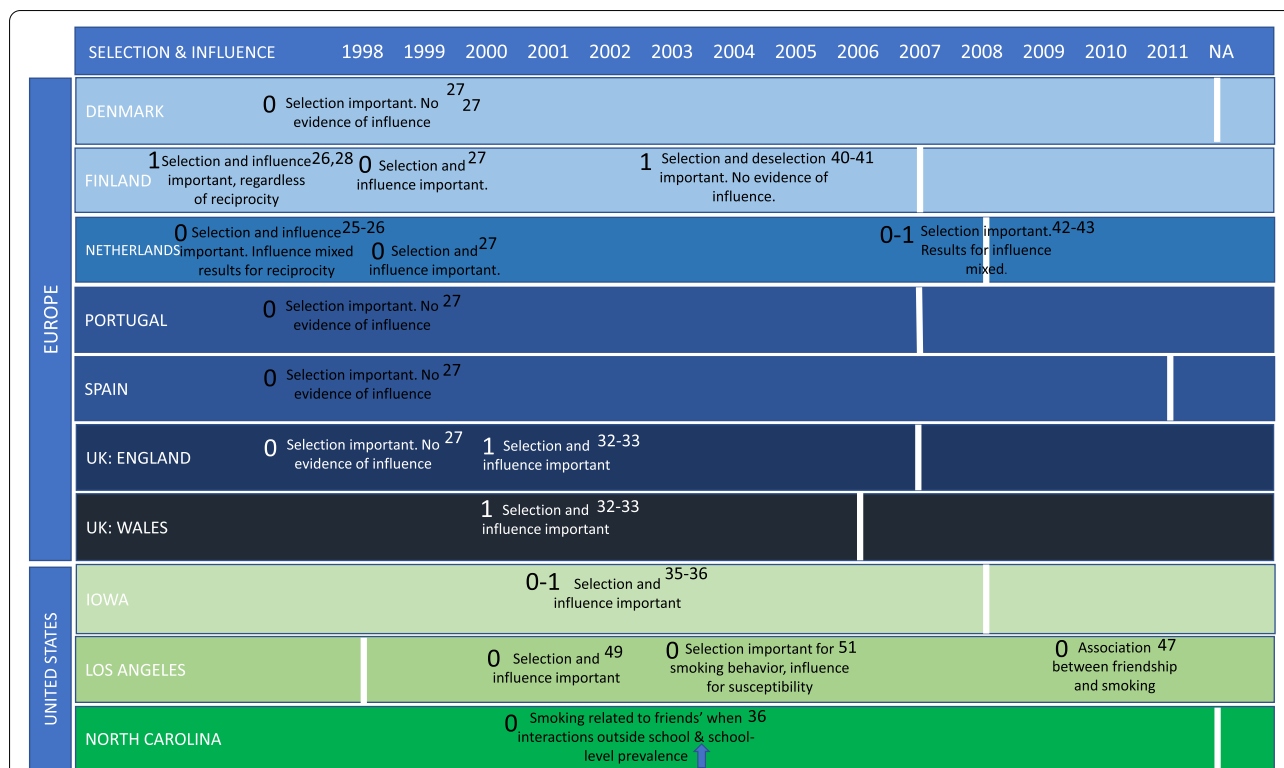 SELECTION & INFLUENCE 1998 1999 2000 2001 2002 2003 2004 2005 2006 2007 2008 2009 2010 2011 NA
EUROPE
DENMARK
0 Selection important. No 27
27
evidence of influence
FINLAND
1 Selection and influence 26,28
important, regardless
of reciprocity
0 Selection and 27
influence important.
1 Selection and deselection 40-41
important. No evidence of
influence.
NETHERLANDS
0 Selection and influence 25-26
important. Influence mixed
results for reciprocity
0 Selection and 27
influence important.
0-1 Selection important. 42-43
Results for influence
mixed.
PORTUGAL
0 Selection important. No 27
evidence of influence
SPAIN
0 Selection important. No 27
evidence of influence
UK: ENGLAND
0 Selection important. No 27
evidence of influence
1 Selection and 32-33
influence important
UK: WALES
1 Selection and 32-33
influence important
UNITED STATES
IOWA
0-1 Selection and 35-36
influence important
LOS ANGELES
0 Selection and 49
influence important
0 Selection important for 51
smoking behavior, influence
for susceptibility
0 Association 47
between friendship
and smoking
NORTH CAROLINA
0 Smoking related to friends' when 36
interactions outside school & school-
level prevalence